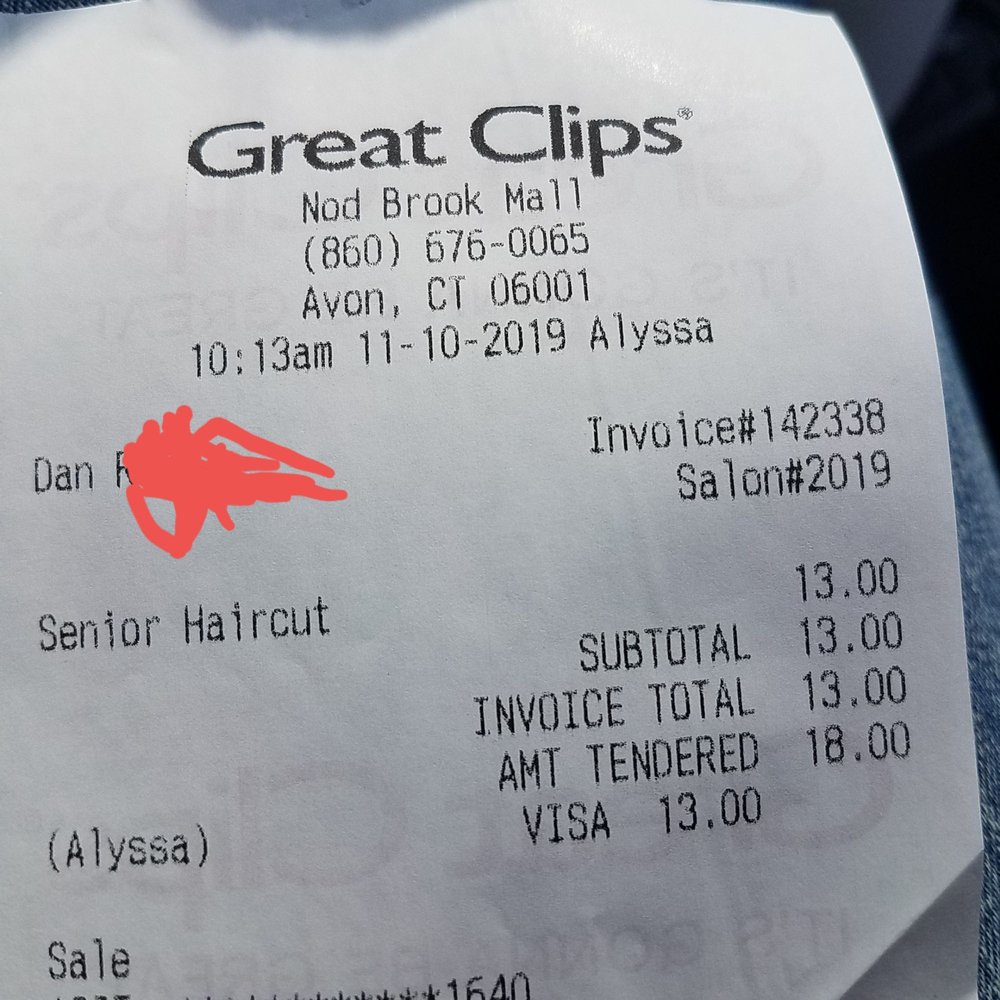 Great Clips®
Nod Brook Mall
(860) 676-0065
Avon, CT 06001
10:13am 11-10-2019 Alyssa
Invoice#142338
Dan
Salon#2019
13.00
Senior Haircut
SUBTOTAL 13.00
INVOICE TOTAL 13.00
AMT TENDERED 18.00
VISA 13.00
(Alyssa)
Sale
************1640